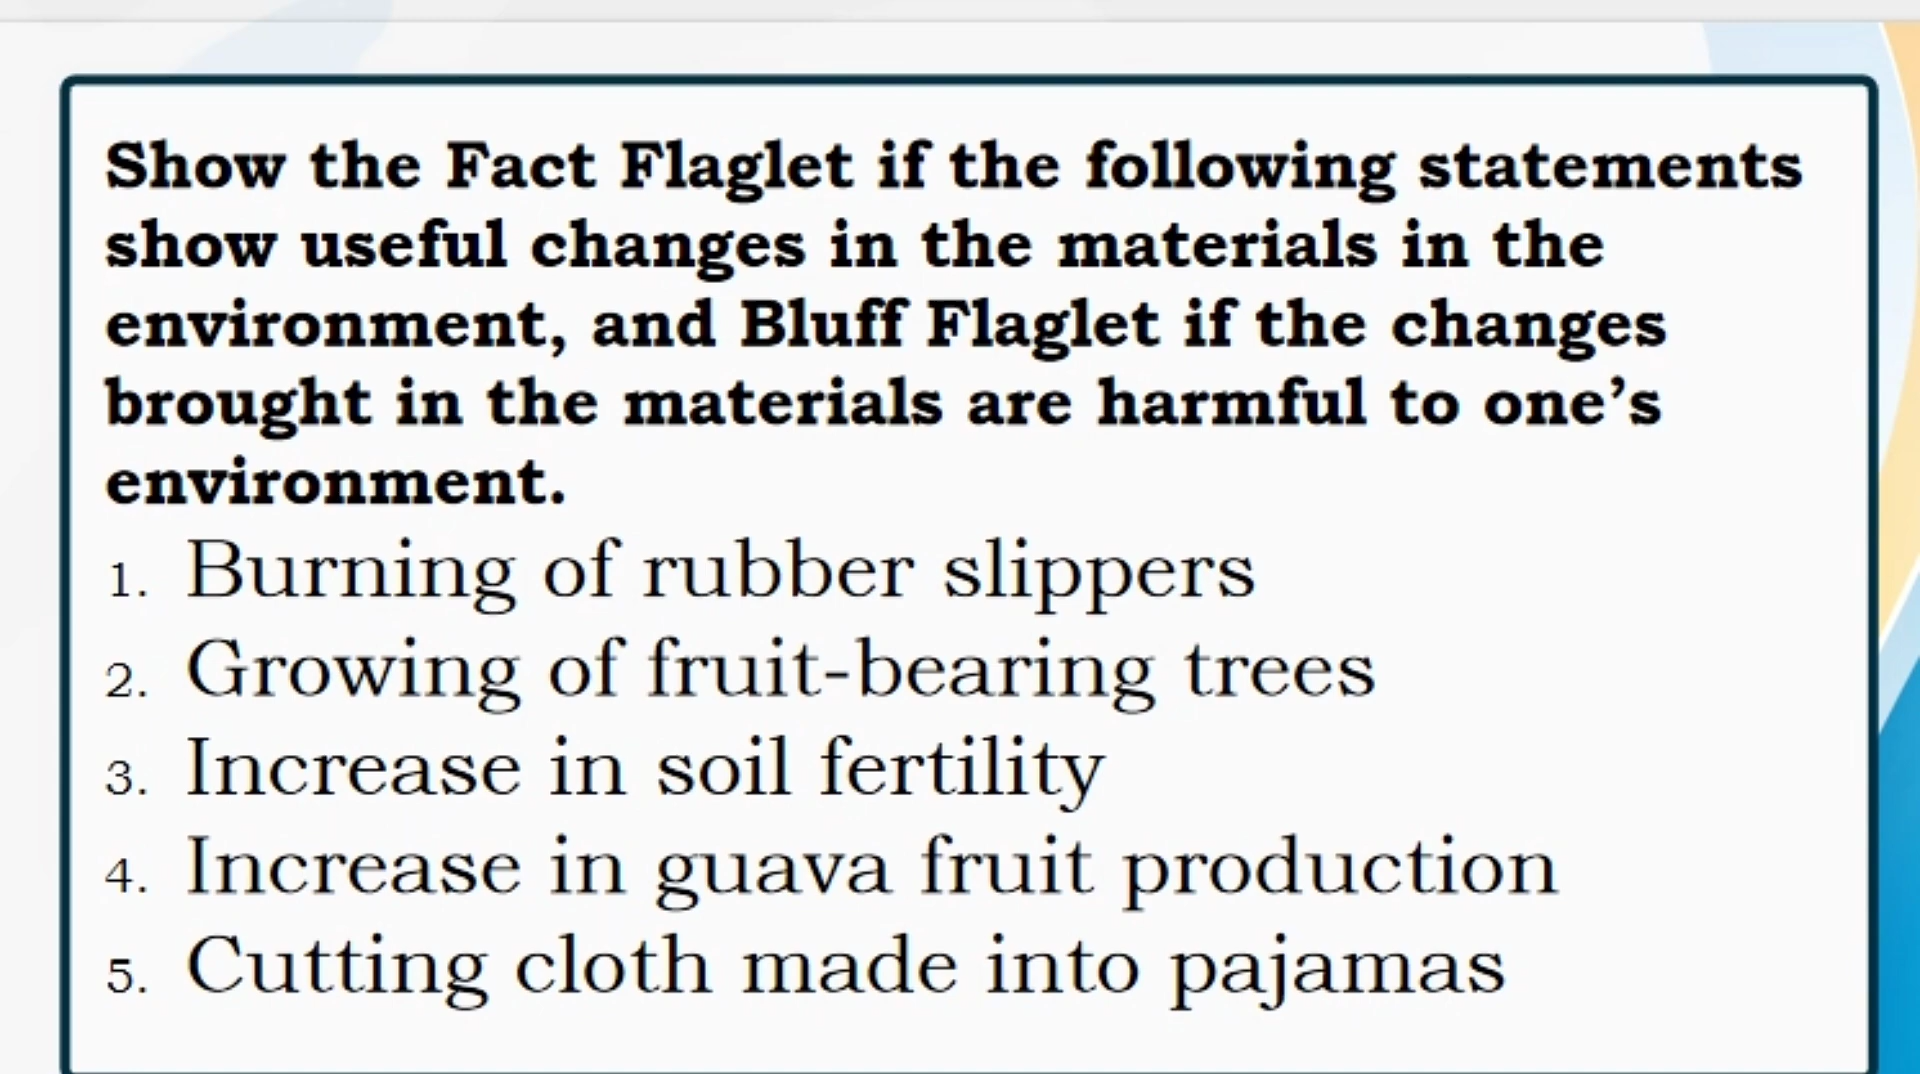 Show the Fact Flaglet if the following statements
show useful changes in the materials in the
environment, and Bluff Flaglet if the changes
brought in the materials are harmful to one’s
environment.
1. Burning of rubber slippers
2. Growing of fruit-bearing trees
3. Increase in soil fertility
4. Increase in guava fruit production
5. Cutting cloth made into pajamas